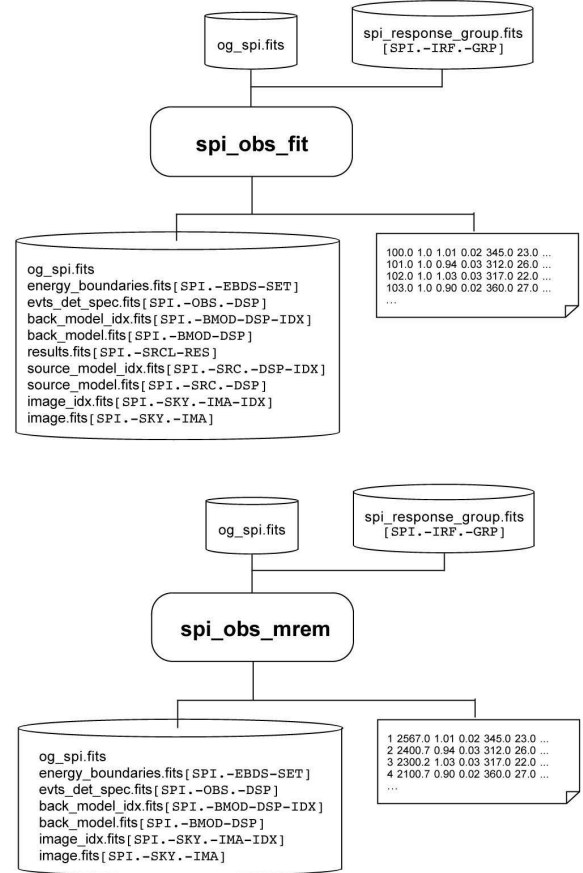 og_spi.fits
spi_response_group.fits
[SPI.-IRF.-GRP]
spi_obs_fit
og_spi.fits
energy_boundaries.fits[SPI.-EBDS-SET]
evts_det_spec.fits[SPI.-OBS.-DSP]
back_model_idx.fits[SPI.-BMOD-DSP-IDX]
back_model.fits[SPI.-BMOD-DSP]
results.fits[SPI.-SRCL-RES]
source_model_idx.fits[SPI.-SRC.-DSP-IDX]
source_model.fits[SPI.-SRC.-DSP]
image_idx.fits[SPI.-SKY.-IMA-IDX]
image.fits[SPI.-SKY.-IMA]
100.0 1.0 1.01 0.02 345.0 23.0 ...
101.0 1.0 0.94 0.03 312.0 26.0 ...
102.0 1.0 1.03 0.03 317.0 22.0 ...
103.0 1.0 0.90 0.02 360.0 27.0 ...
...
og_spi.fits
spi_response_group.fits
[SPI.-IRF.-GRP]
spi_obs_mrem
og_spi.fits
energy_boundaries.fits[SPI.-EBDS-SET]
evts_det_spec.fits[SPI.-OBS.-DSP]
back_model_idx.fits[SPI.-BMOD-DSP-IDX]
back_model.fits[SPI.-BMOD-DSP]
image_idx.fits[SPI.-SKY.-IMA-IDX]
image.fits[SPI.-SKY.-IMA]
1 2567.0 1.01 0.02 345.0 23.0 ...
2 2400.7 0.94 0.03 312.0 26.0 ...
3 2300.2 1.03 0.03 317.0 22.0 ...
4 2100.7 0.90 0.02 360.0 27.0 ...
...